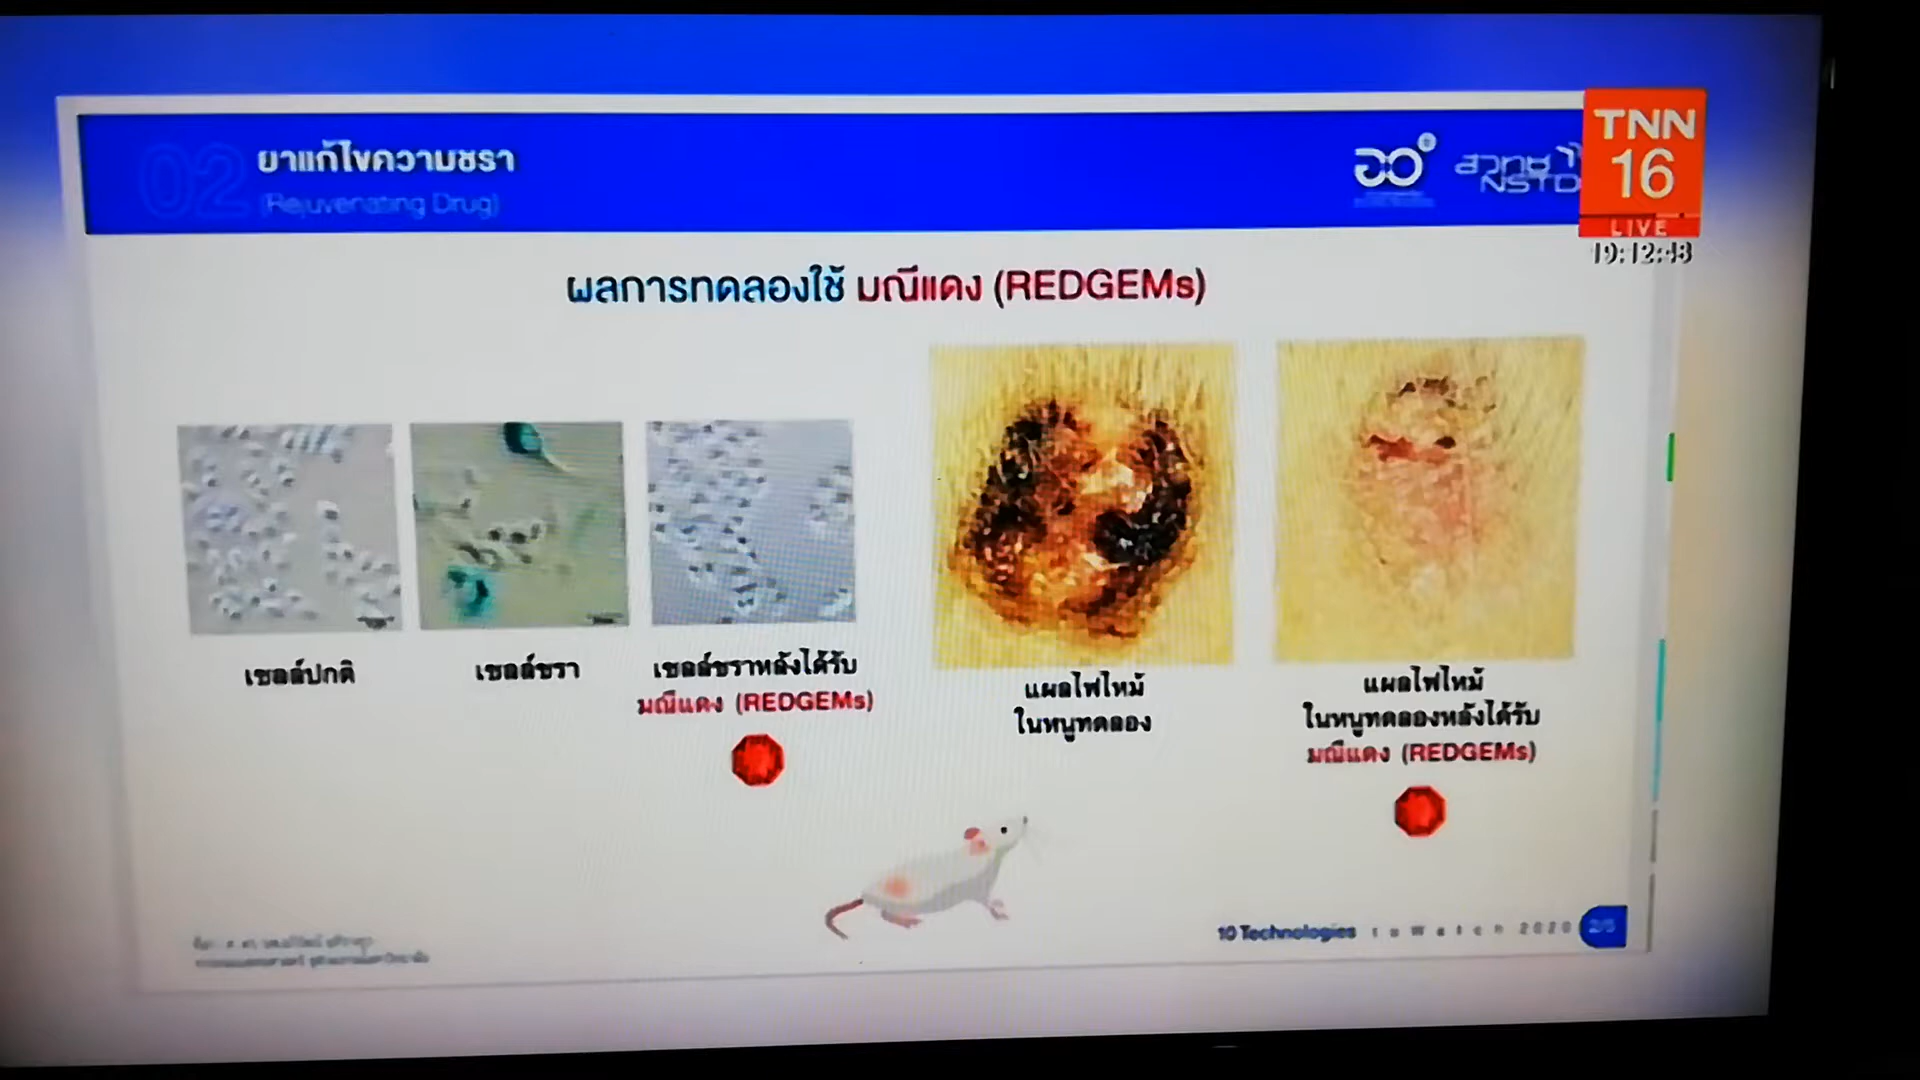 02
ยาแก้ไขความชรา
(Rejuvenating Drug)
สวทช
NSTD
TNN
16
LIVE
19:12:43
ผลการทดลองใช้ มณีแดง (REDGEMs)
เซลล์ปกติ
เซลล์ชรา
เซลล์ชราหลังได้รับ
มณีแดง (REDGEMs)
แผลไฟไหม้
ในหนูทดลอง
แผลไฟไหม้
ในหนูทดลองหลังได้รับ
มณีแดง (REDGEMs)
10 Technologies to Watch 2020